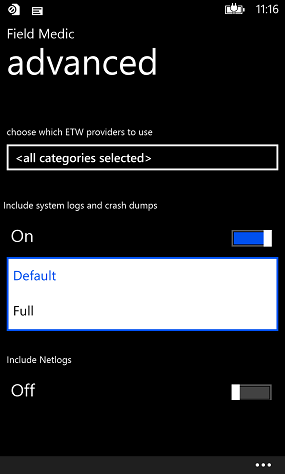 11:16
Field Medic
advanced
choose which ETW providers to use
<all categories selected>
Include system logs and crash dumps
On
Default
Full
Include Netlogs
Off